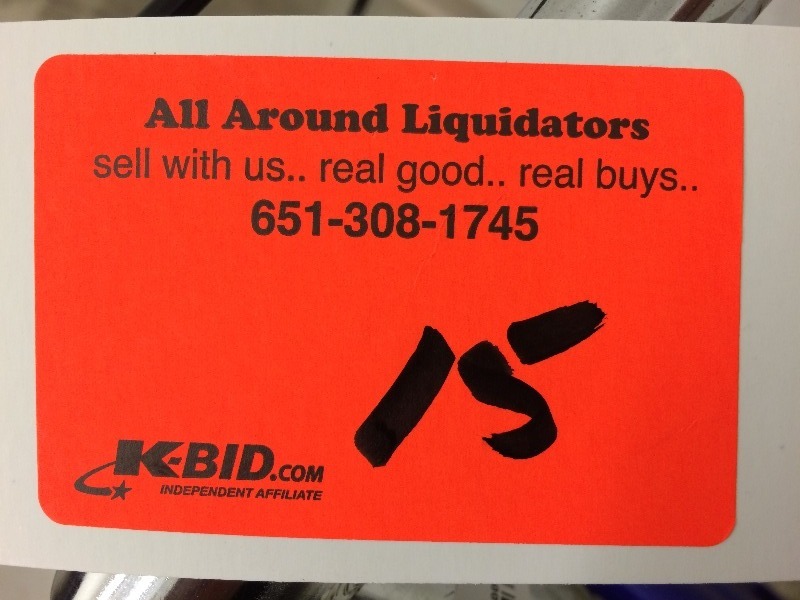 All Around Liquidators
sell with us.. real good.. real buys..
651-308-1745
15
K-BID.COM
INDEPENDENT AFFILIATE